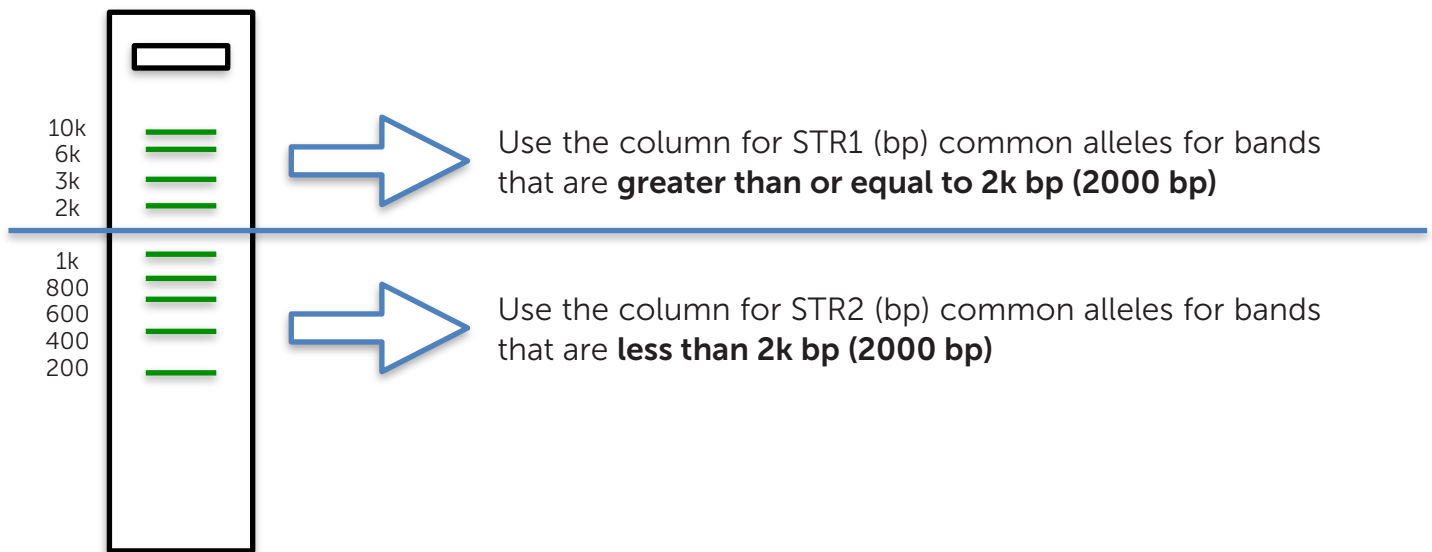 10k
6k
3k
2k
Use the column for STR1 (bp) common alleles for bands
that are greater than or equal to 2k bp (2000 bp)
1k
800
600
400
200
Use the column for STR2 (bp) common alleles for bands
that are less than 2k bp (2000 bp)